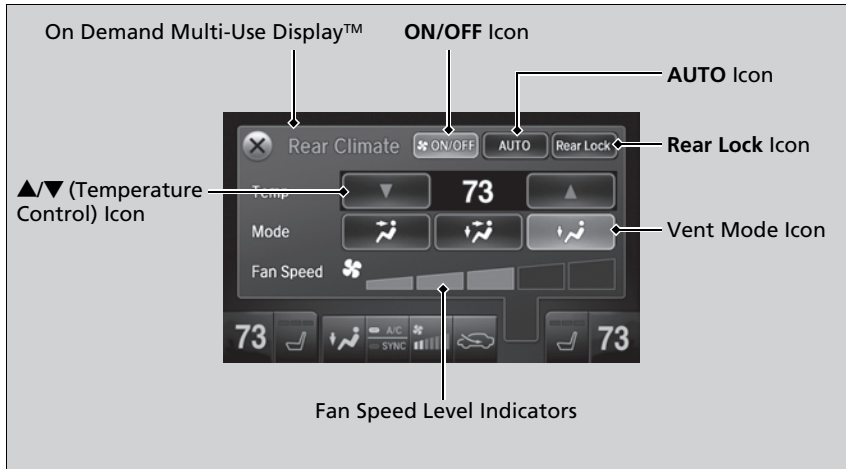 On Demand Multi-Use Display™
ON/OFF Icon
AUTO Icon
Rear Climate ON/OFF AUTO Rear Lock
Rear Lock Icon
▲/▼ (Temperature
Control) Icon
Temp ▼ 73 ▲
Mode
Vent Mode Icon
Fan Speed
73 A/C
SYNC 73
Fan Speed Level Indicators